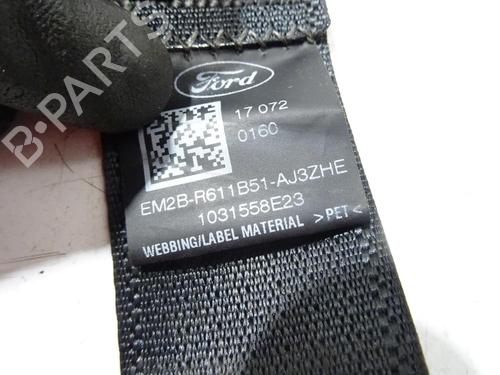 B-PARTS
Ford
17 072
0160
EM2B-R611B51-AJ3ZHE
1031558E23
WEBBING/LABEL MATERIAL >PET<